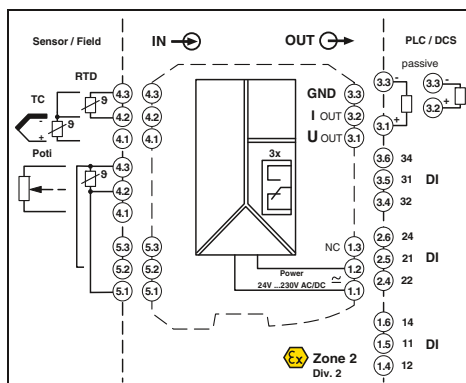 Sensor / Field
IN
OUT
PLC / DCS
passive
RTD
TC
ϑ
ϑ
- 
+
Poti
ϑ
4.3
4.2
4.1
4.3
4.2
4.1
5.3
5.2
5.1
4.3
4.2
4.1
5.3
5.2
5.1
3x
GND 3.3
I OUT 3.2
U OUT 3.1
NC 1.3
Power 1.2
24V ...230V AC/DC 1.1
3.3 -
3.1 +
3.3 -
3.2 +
3.6 34
3.5 31 DI
3.4 32
2.6 24
2.5 21 DI
2.4 22
1.6 14
1.5 11 DI
1.4 12
Ex Zone 2
Div. 2